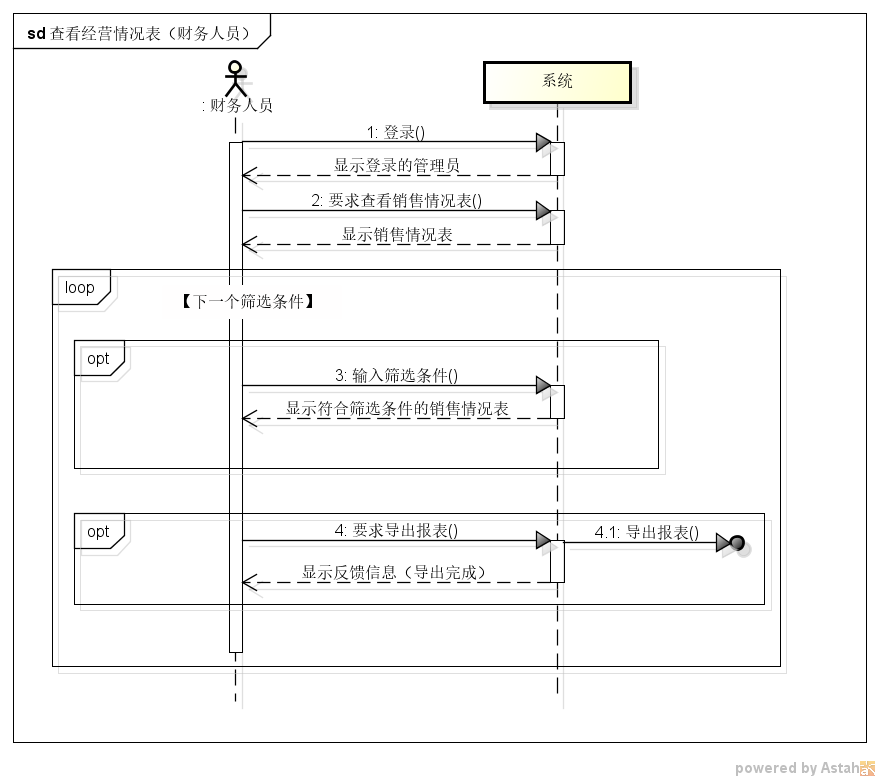 sd 查看经营情况表（财务人员）
系统
: 财务人员
1: 登录()
显示登录的管理员
2: 要求查看销售情况表()
显示销售情况表
loop
【下一个筛选条件】
opt
3: 输入筛选条件()
显示符合筛选条件的销售情况表
opt
4: 要求导出报表()
4.1: 导出报表()
显示反馈信息（导出完成）
powered by Astah